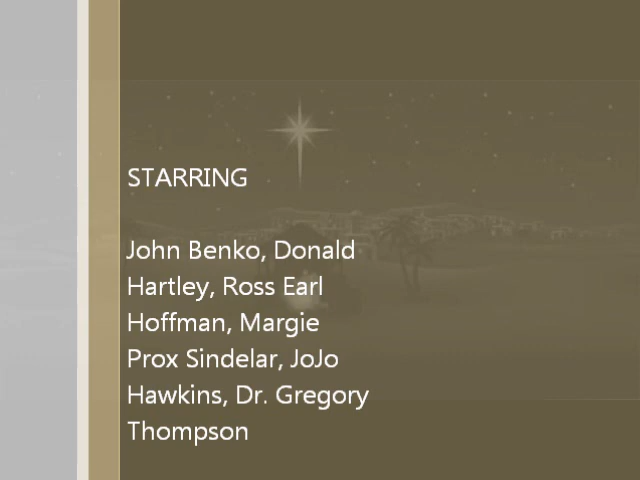 STARRING
John Benko, Donald
Hartley, Ross Earl
Hoffman, Margie
Prox Sindelar, JoJo
Hawkins, Dr. Gregory
Thompson